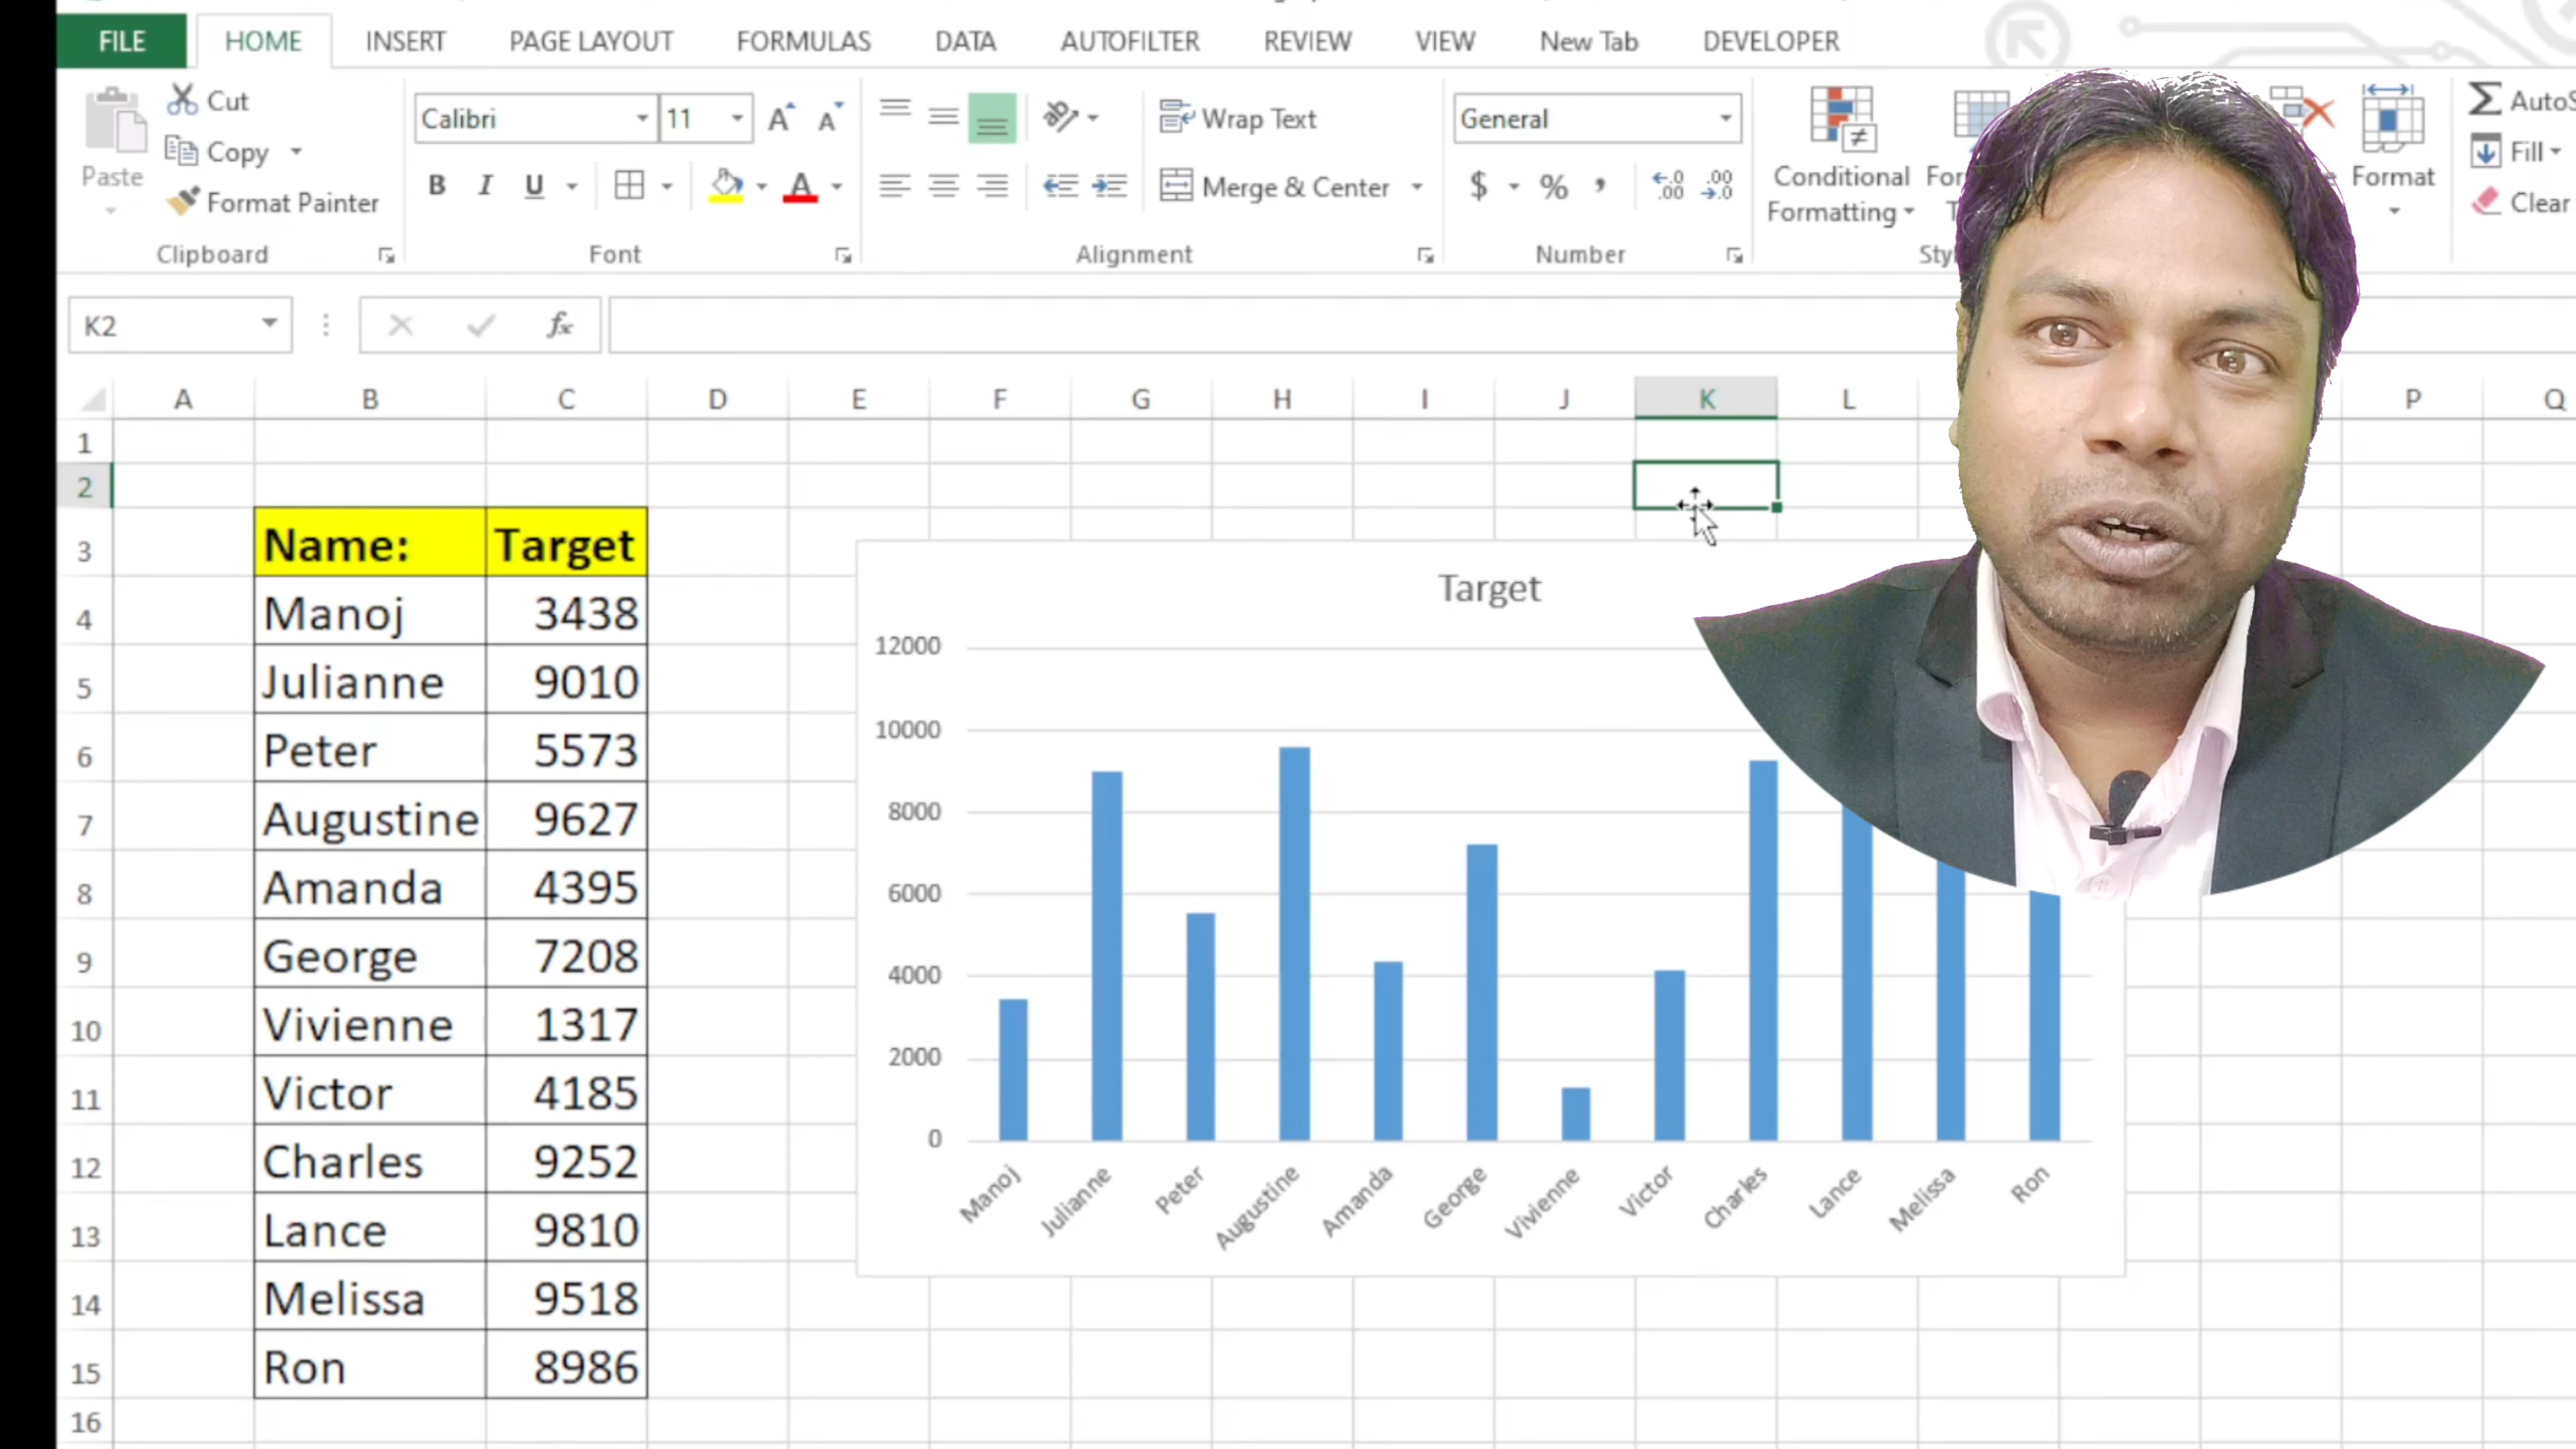 FILE HOME INSERT PAGE LAYOUT FORMULAS DATA AUTOFILTER REVIEW VIEW New Tab DEVELOPER
Cut
Copy
Format Painter
Paste
Clipboard
Calibri 11
B I U
Font
Wrap Text
Merge & Center
Alignment
General
$ % ,
Number
Conditional
Formatting
Format
Fill
Clear
K2 fx
A B C D E F G H I J K L P Q
1
2
3 Name: Target
4 Manoj 3438
5 Julianne 9010
6 Peter 5573
7 Augustine 9627
8 Amanda 4395
9 George 7208
10 Vivienne 1317
11 Victor 4185
12 Charles 9252
13 Lance 9810
14 Melissa 9518
15 Ron 8986
16
Target
12000
10000
8000
6000
4000
2000
0
Manoj Julianne Peter Augustine Amanda George Vivienne Victor Charles Lance Melissa Ron